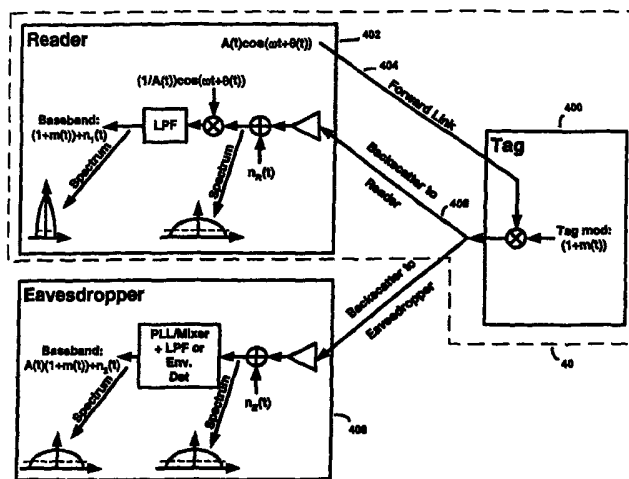 Reader
402
A(t)cos(ωt+θ(t))
404
(1/A(t))cos(ωt+θ(t))
Forward Link
Baseband:
(1+m(t))+n₁(t)
LPF
Spectrum
Spectrum
nR(t)
Backscatter to
Reader
406
400
Tag
Tag mod:
(1+m(t))
Eavesdropper
Backscatter to
Eavesdropper
Baseband:
A(t)(1+m(t))+n₂(t)
PLL/Mixer
+ LPF or
Env.
Det
Spectrum
Spectrum
nE(t)
408
40